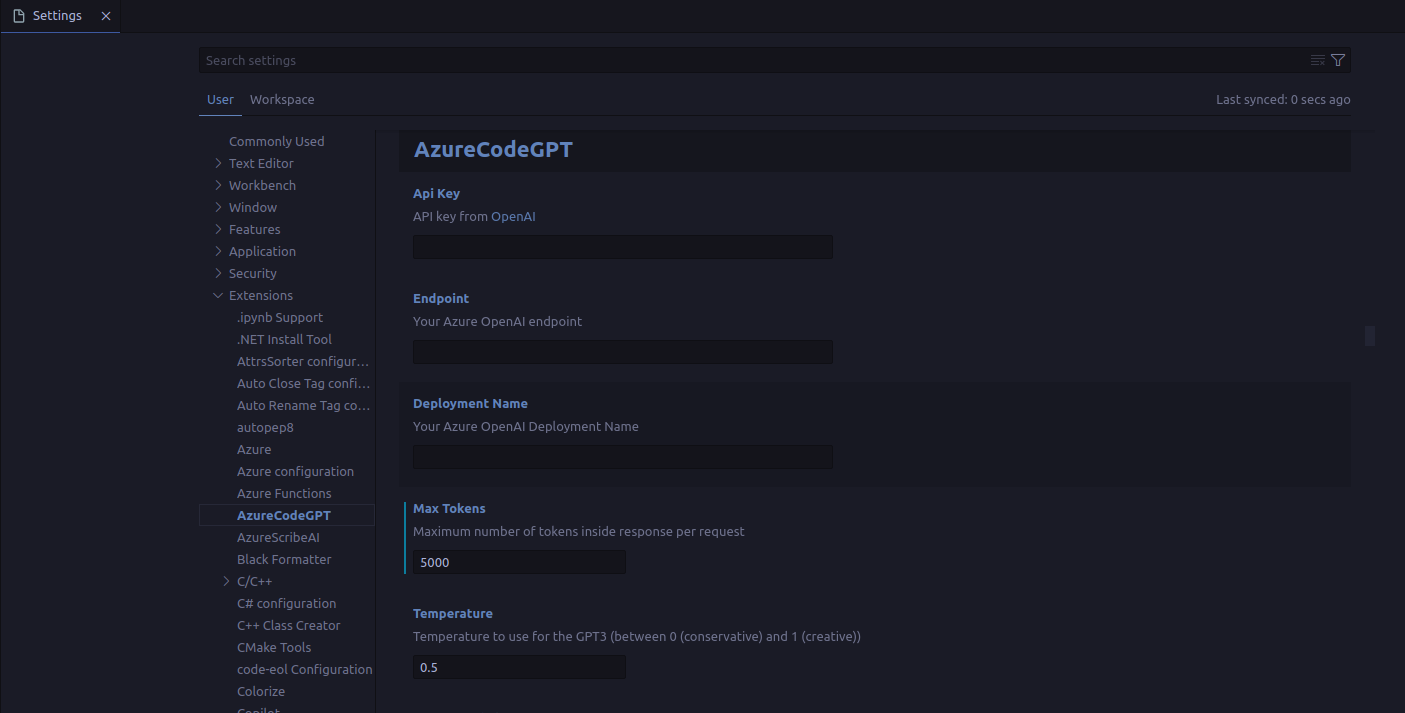 Settings
Search settings
User Workspace Last synced: 0 secs ago
Commonly Used
Text Editor
Workbench
Window
Features
Application
Security
Extensions
.ipynb Support
.NET Install Tool
AttrsSorter configur...
Auto Close Tag confi...
Auto Rename Tag co...
autopep8
Azure
Azure configuration
Azure Functions
AzureCodeGPT
AzureScribeAI
Black Formatter
C/C++
C# configuration
C++ Class Creator
CMake Tools
code-eol Configuration
Colorize
Copilot
AzureCodeGPT
Api Key
API key from OpenAI
Endpoint
Your Azure OpenAI endpoint
Deployment Name
Your Azure OpenAI Deployment Name
Max Tokens
Maximum number of tokens inside response per request
5000
Temperature
Temperature to use for the GPT3 (between 0 (conservative) and 1 (creative))
0.5